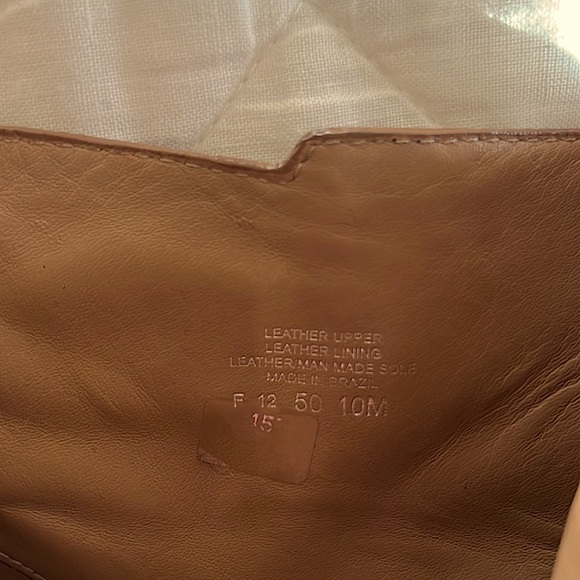 LEATHER UPPER
LEATHER LINING
LEATHER/MAN MADE SOLE
MADE IN BRAZIL
F 12 50 10M
15"